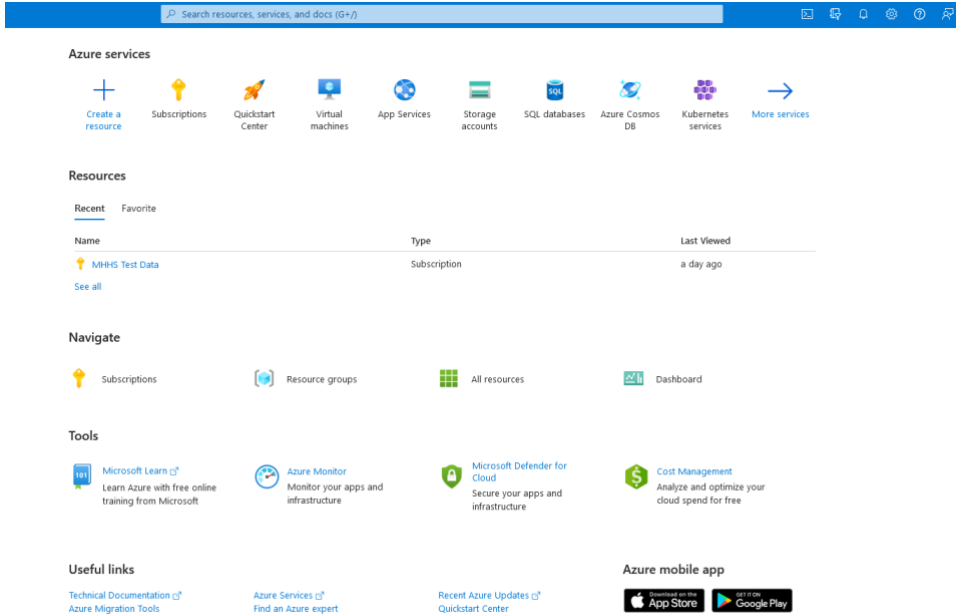 Search resources, services, and docs (G+/)
Azure services
Create a resource
Subscriptions
Quickstart Center
Virtual machines
App Services
Storage accounts
SQL databases
Azure Cosmos DB
Kubernetes services
More services
Resources
Recent Favorite
Name Type Last Viewed
MHHS Test Data Subscription a day ago
See all
Navigate
Subscriptions Resource groups All resources Dashboard
Tools
Microsoft Learn
Learn Azure with free online
training from Microsoft
Azure Monitor
Monitor your apps and
infrastructure
Microsoft Defender for
Cloud
Secure your apps and
infrastructure
Cost Management
Analyze and optimize your
cloud spend for free
Useful links
Technical Documentation Azure Services Recent Azure Updates
Azure Migration Tools Find an Azure expert Quickstart Center
Azure mobile app
Download on the
App Store
GET IT ON
Google Play